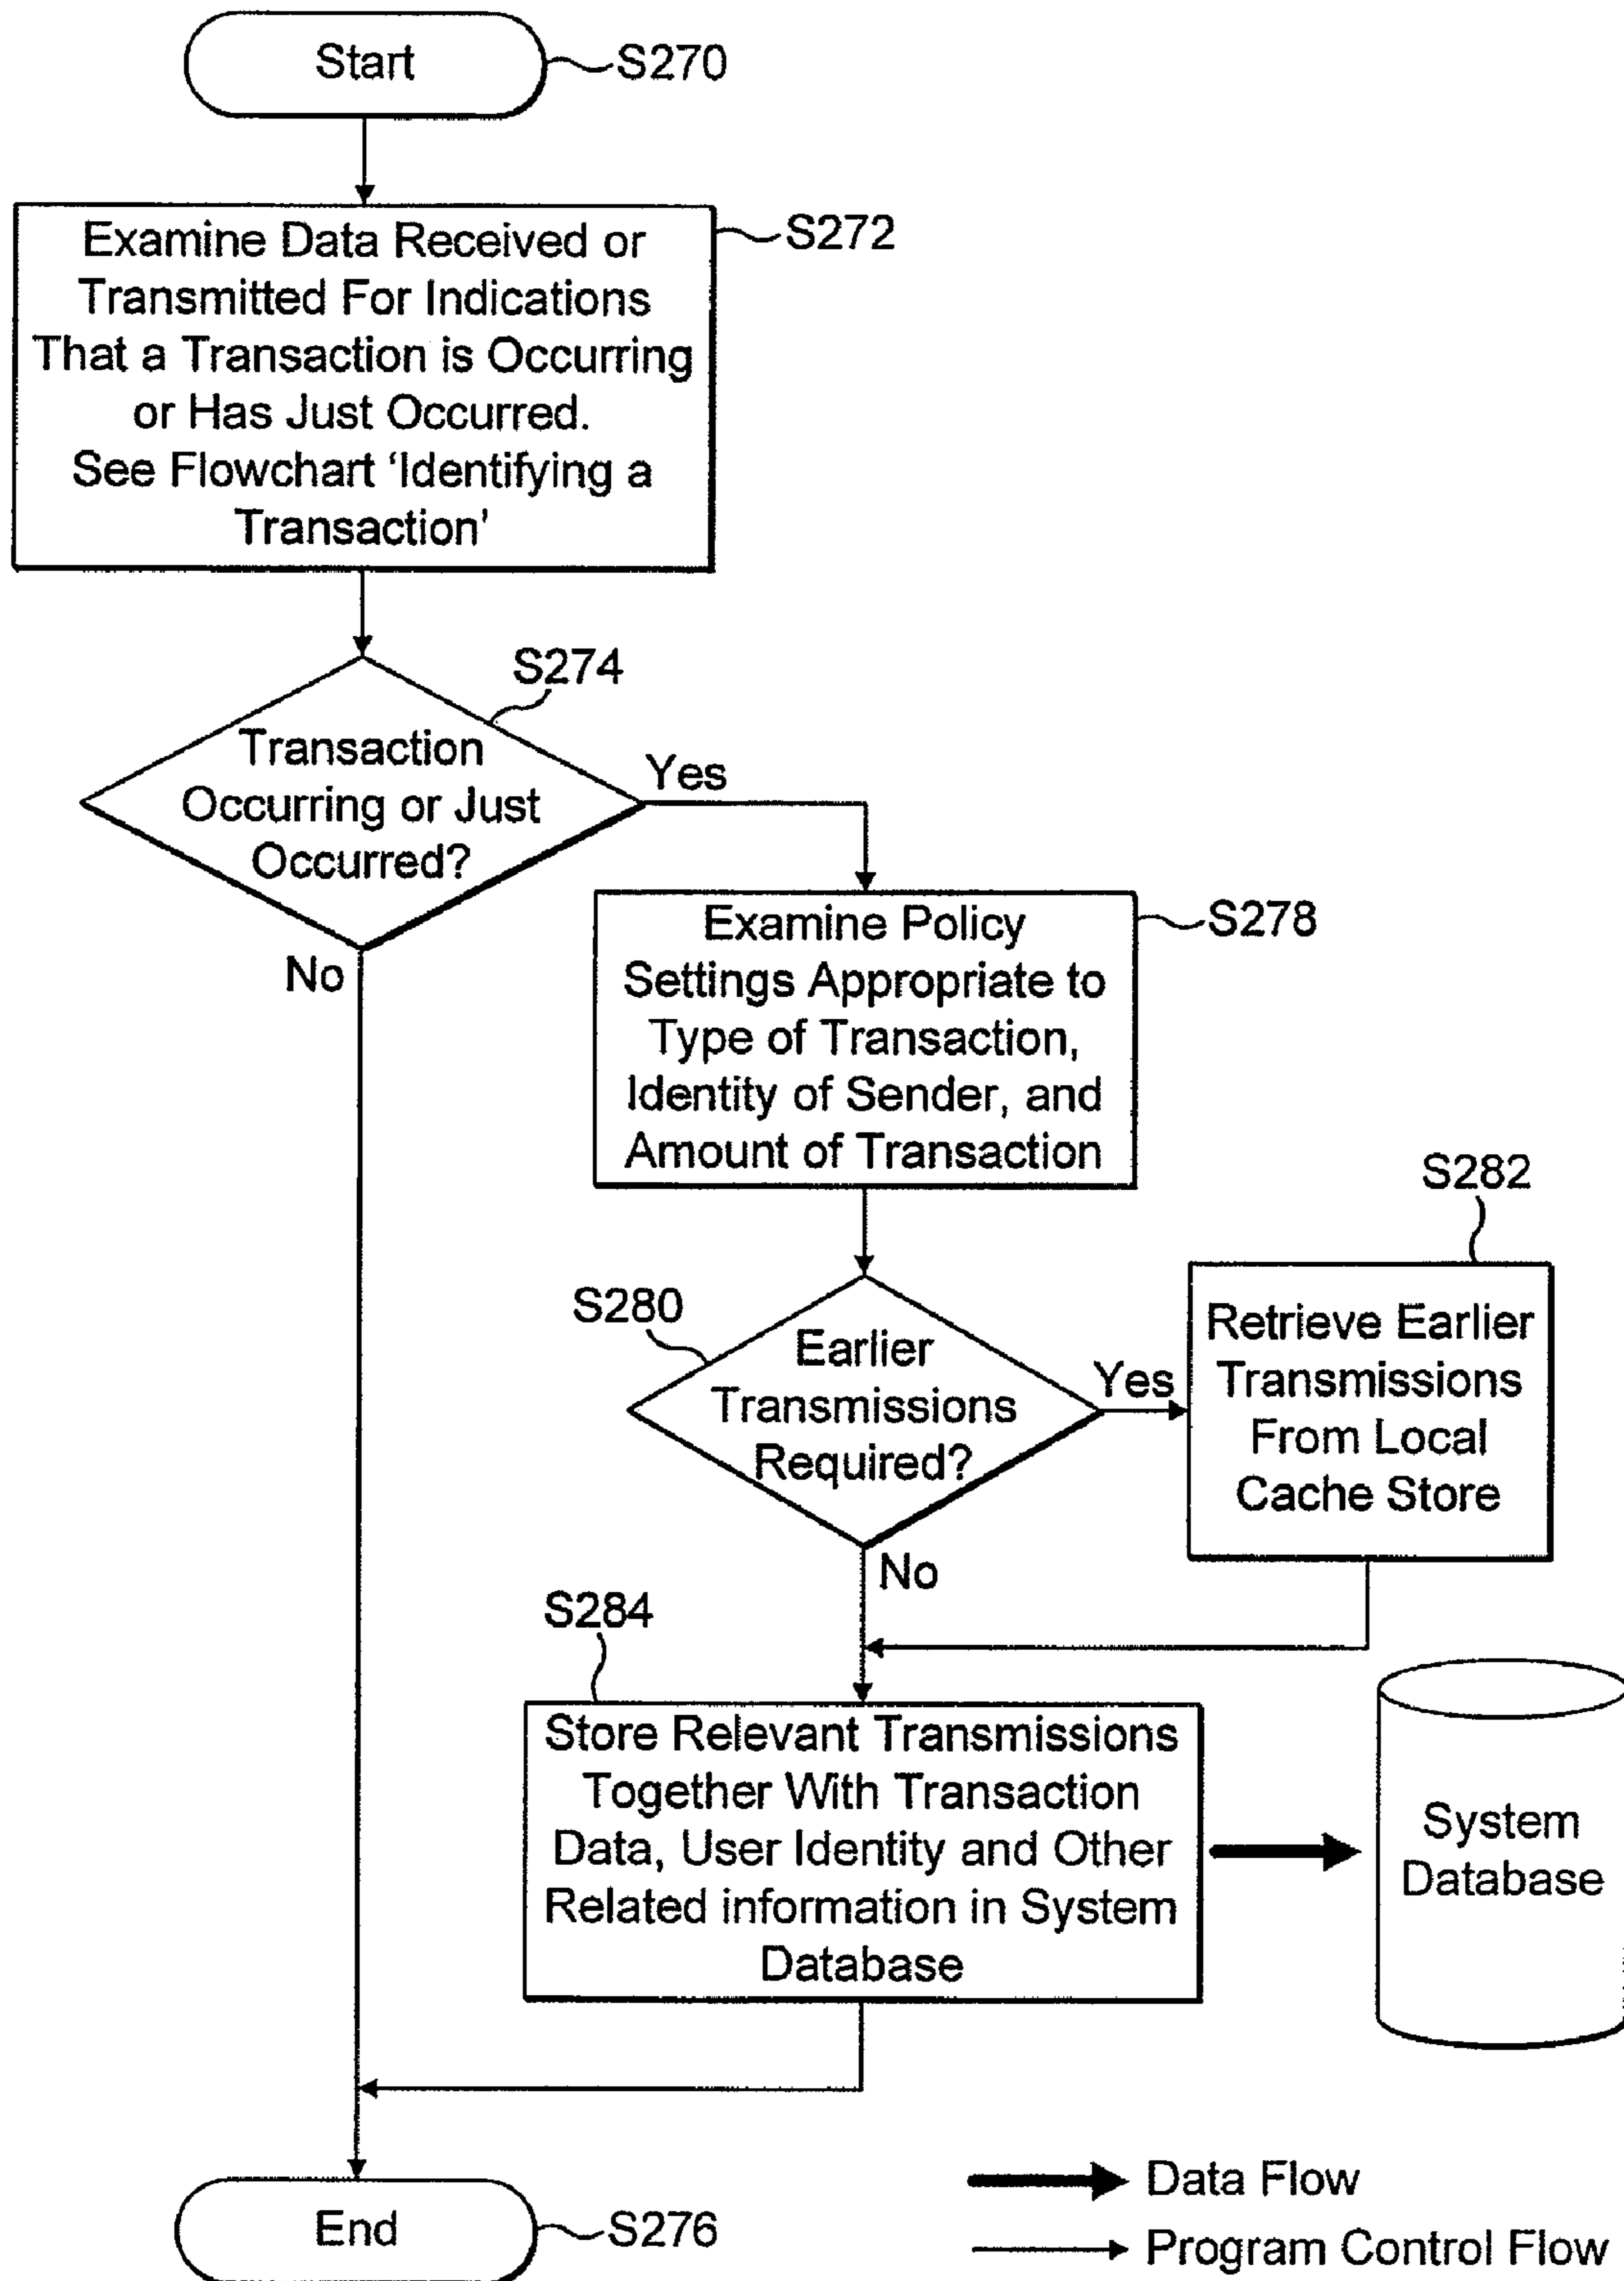 Start
S270
Examine Data Received or
Transmitted For Indications
That a Transaction is Occurring
or Has Just Occurred.
See Flowchart ‘Identifying a
Transaction’
S272
S274
Transaction
Occurring or Just
Occurred?
Yes
No
Examine Policy
Settings Appropriate to
Type of Transaction,
Identity of Sender, and
Amount of Transaction
S278
S280
Earlier
Transmissions
Required?
Yes
No
S282
Retrieve Earlier
Transmissions
From Local
Cache Store
S284
Store Relevant Transmissions
Together With Transaction
Data, User Identity and Other
Related information in System
Database
System
Database
End
S276
Data Flow
Program Control Flow